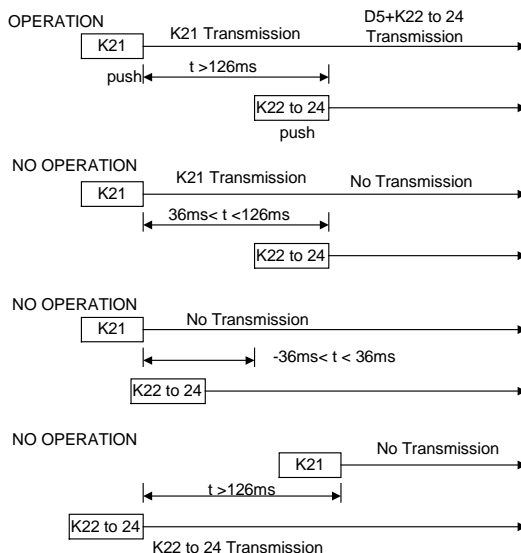 OPERATION
K21
K21 Transmission
D5+K22 to 24
Transmission
push
t >126ms
K22 to 24
push
NO OPERATION
K21
K21 Transmission
No Transmission
36ms< t <126ms
K22 to 24
NO OPERATION
K21
No Transmission
-36ms< t < 36ms
K22 to 24
NO OPERATION
K21
No Transmission
t >126ms
K22 to 24
K22 to 24 Transmission